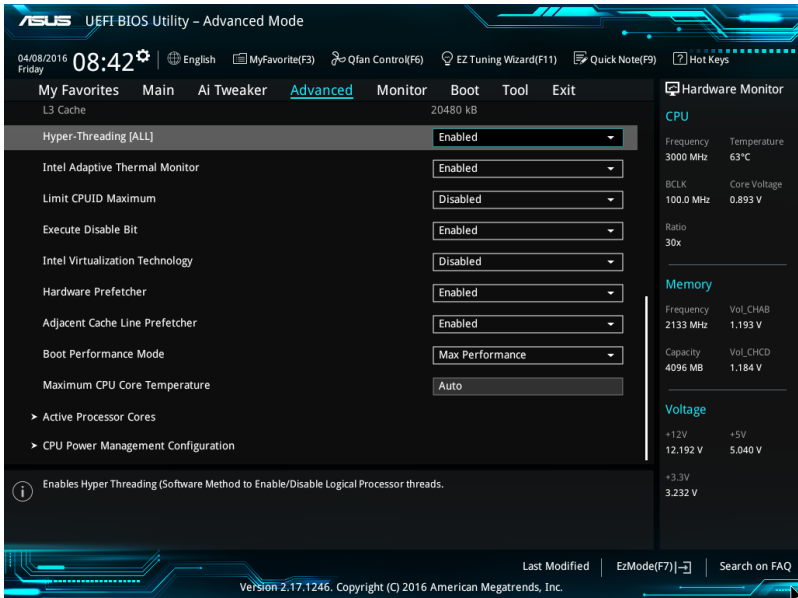 ASUS UEFI BIOS Utility – Advanced Mode
04/08/2016 Friday 08:42 English MyFavorite(F3) Qfan Control(F6) EZ Tuning Wizard(F11) Quick Note(F9) ? Hot Keys
My Favorites Main Ai Tweaker Advanced Monitor Boot Tool Exit
L3 Cache 20480 kB
Hyper-Threading [ALL] Enabled
Intel Adaptive Thermal Monitor Enabled
Limit CPUID Maximum Disabled
Execute Disable Bit Enabled
Intel Virtualization Technology Disabled
Hardware Prefetcher Enabled
Adjacent Cache Line Prefetcher Enabled
Boot Performance Mode Max Performance
Maximum CPU Core Temperature Auto
> Active Processor Cores
> CPU Power Management Configuration
Enables Hyper Threading (Software Method to Enable/Disable Logical Processor threads.
Hardware Monitor
CPU
Frequency Temperature
3000 MHz 63°C
BCLK Core Voltage
100.0 MHz 0.893 V
Ratio
30x
Memory
Frequency Vol_CHAB
2133 MHz 1.193 V
Capacity Vol_CHCD
4096 MB 1.184 V
Voltage
+12V +5V
12.192 V 5.040 V
+3.3V
3.232 V
Last Modified EzMode(F7) Search on FAQ
Version 2.17.1246. Copyright (C) 2016 American Megatrends, Inc.